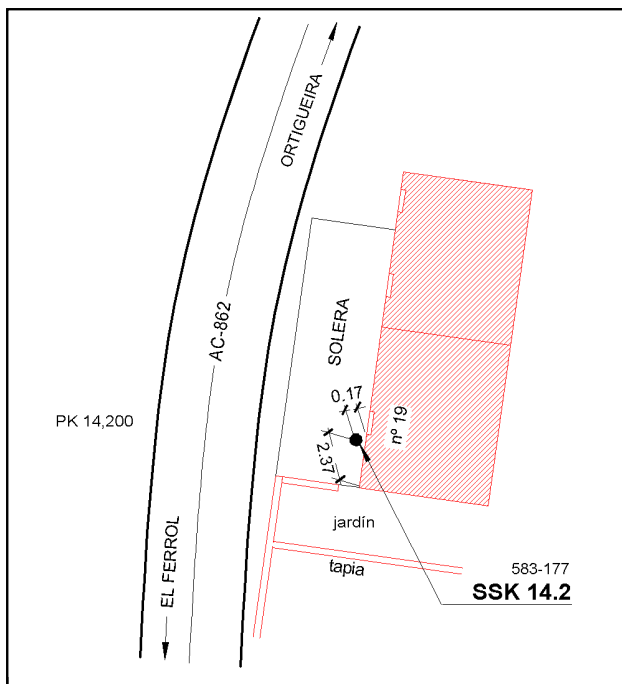 ORTIGUEIRA
AC-862
SOLERA
0.17
PK 14,200
nº 19
2.37
jardín
tapia
EL FERROL
583-177
SSK 14.2